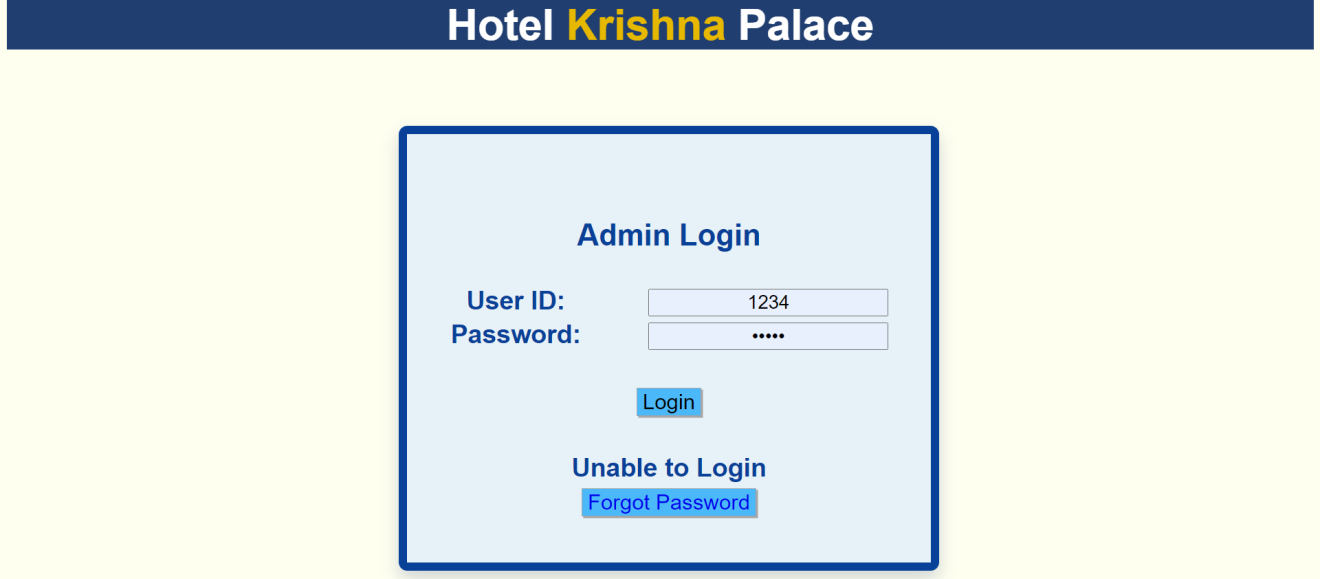 Hotel Krishna Palace
Admin Login
User ID: 1234
Password: •••••
Login
Unable to Login
Forgot Password